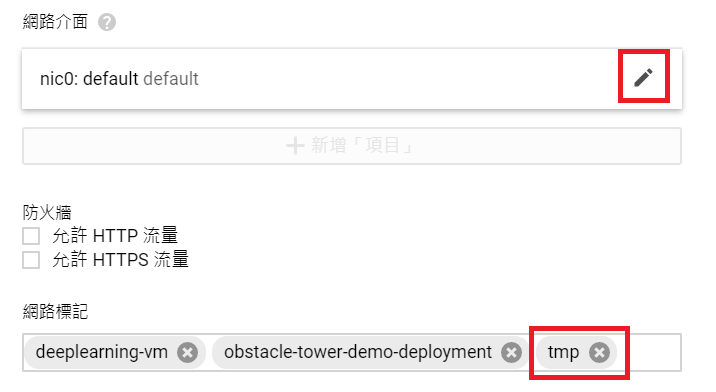 網路介面 ?
nic0: default default
+ 新增「項目」
防火牆
允許 HTTP 流量
允許 HTTPS 流量
網路標記
deeplearning-vm obstacle-tower-demo-deployment tmp